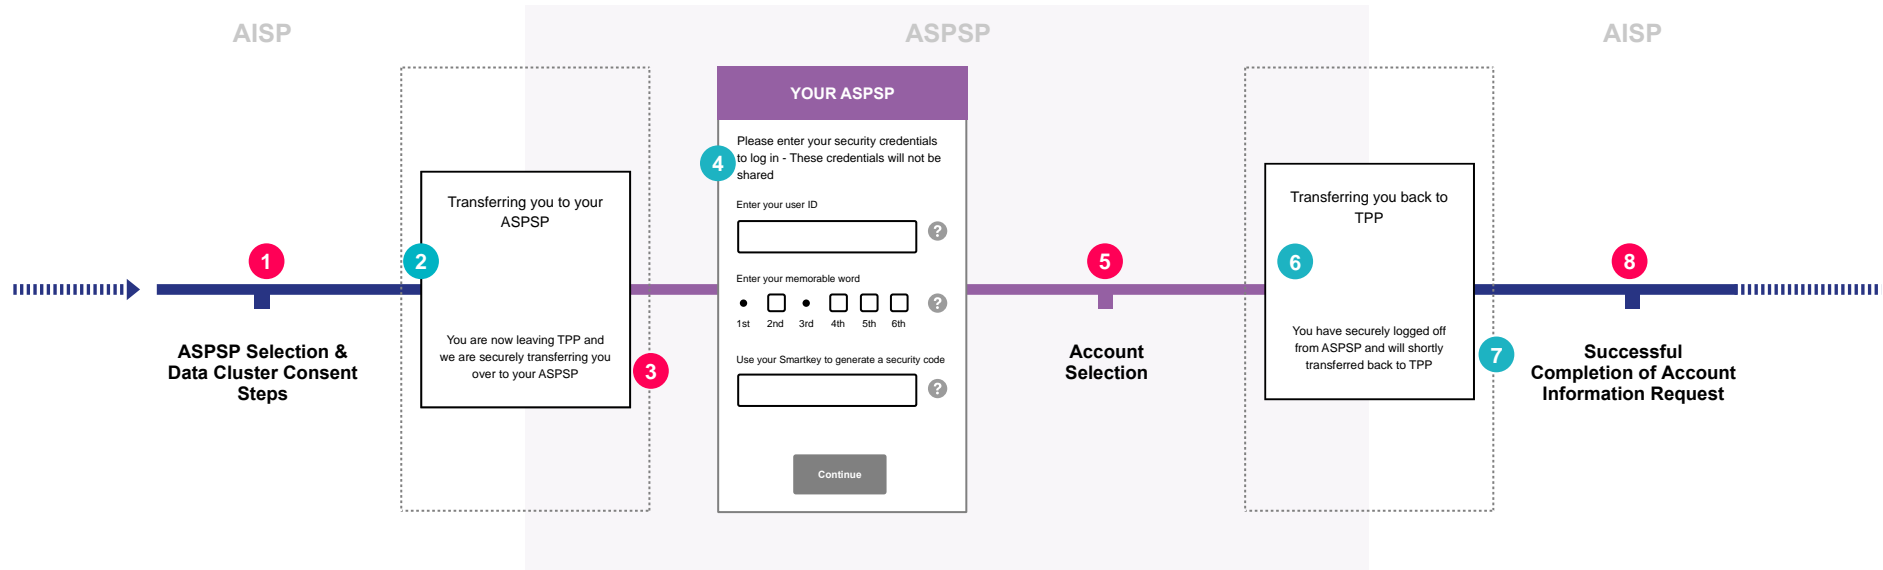 AISP
ASPSP
AISP
1
ASPSP Selection &
Data Cluster Consent
Steps
2
Transferring you to your
ASPSP
You are now leaving TPP and
we are securely transferring you
over to your ASPSP
3
YOUR ASPSP
4
Please enter your security credentials
to log in - These credentials will not be
shared
Enter your user ID
?
Enter your memorable word
?
1st 2nd 3rd 4th 5th 6th
Use your Smartkey to generate a security code
?
Continue
5
Account
Selection
6
Transferring you back to
TPP
You have securely logged off
from ASPSP and will shortly
transferred back to TPP
7
8
Successful
Completion of Account
Information Request